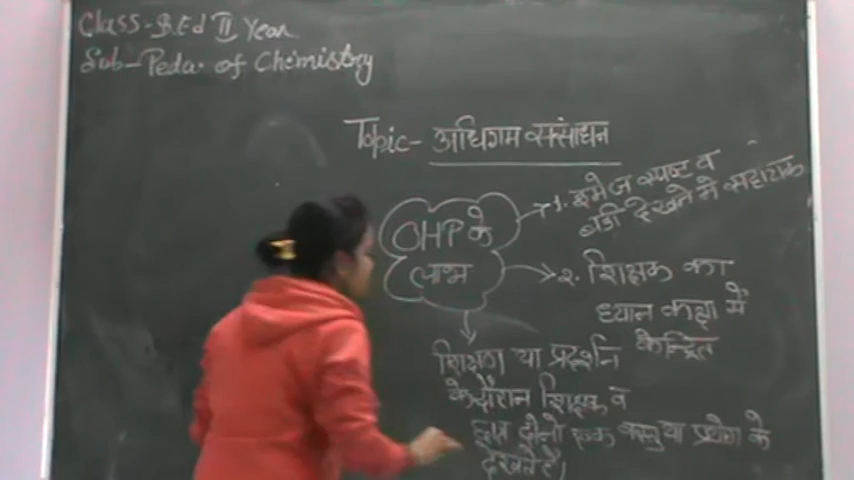 Class-B.Ed II Year
Sub-Peda. of Chemistry
Topic- अधिगम संसाधन
OHP के
लाभ
1. इमेज स्पष्ट व
बडी देखने में सहायक
2. शिक्षक का
ध्यान कक्षा में
केन्द्रित
शिक्षण या प्रदर्शन
के दौरान शिक्षक व
छात्र दोनो एक वस्तु या प्रयोग के
देखते है।